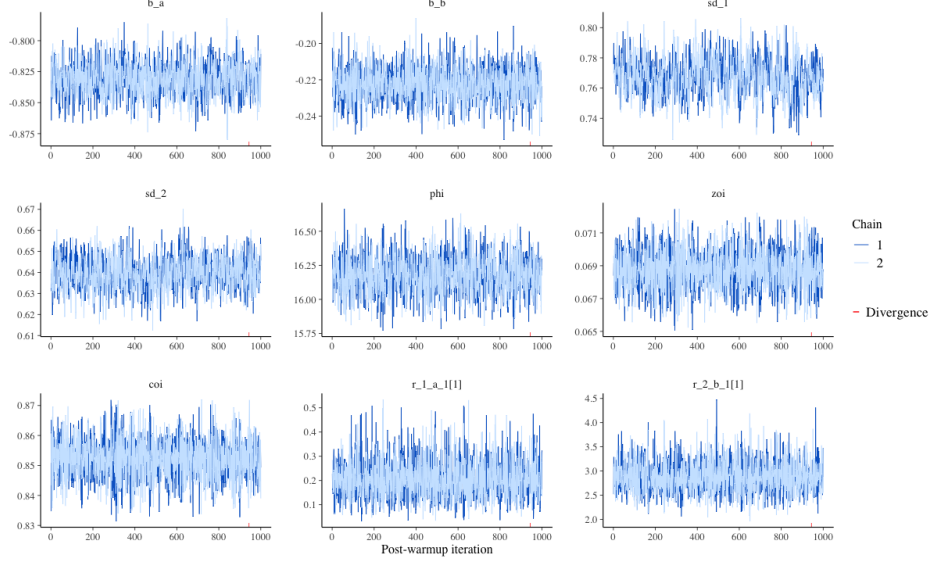 b_a
b_b
sd_1
-0.800
-0.825
-0.850
-0.875
0 200 400 600 800 1000
-0.20
-0.22
-0.24
0 200 400 600 800 1000
0.80
0.78
0.76
0.74
0 200 400 600 800 1000
sd_2
phi
zoi
0.67
0.66
0.65
0.64
0.63
0.62
0.61
0 200 400 600 800 1000
16.50
16.25
16.00
15.75
0 200 400 600 800 1000
0.071
0.069
0.067
0.065
0 200 400 600 800 1000
coi
r_1_a_1[1]
r_2_b_1[1]
0.87
0.86
0.85
0.84
0.83
0 200 400 600 800 1000
0.5
0.4
0.3
0.2
0.1
0 200 400 600 800 1000
4.5
4.0
3.5
3.0
2.5
2.0
0 200 400 600 800 1000
Post-warmup iteration
Chain
1
2
Divergence